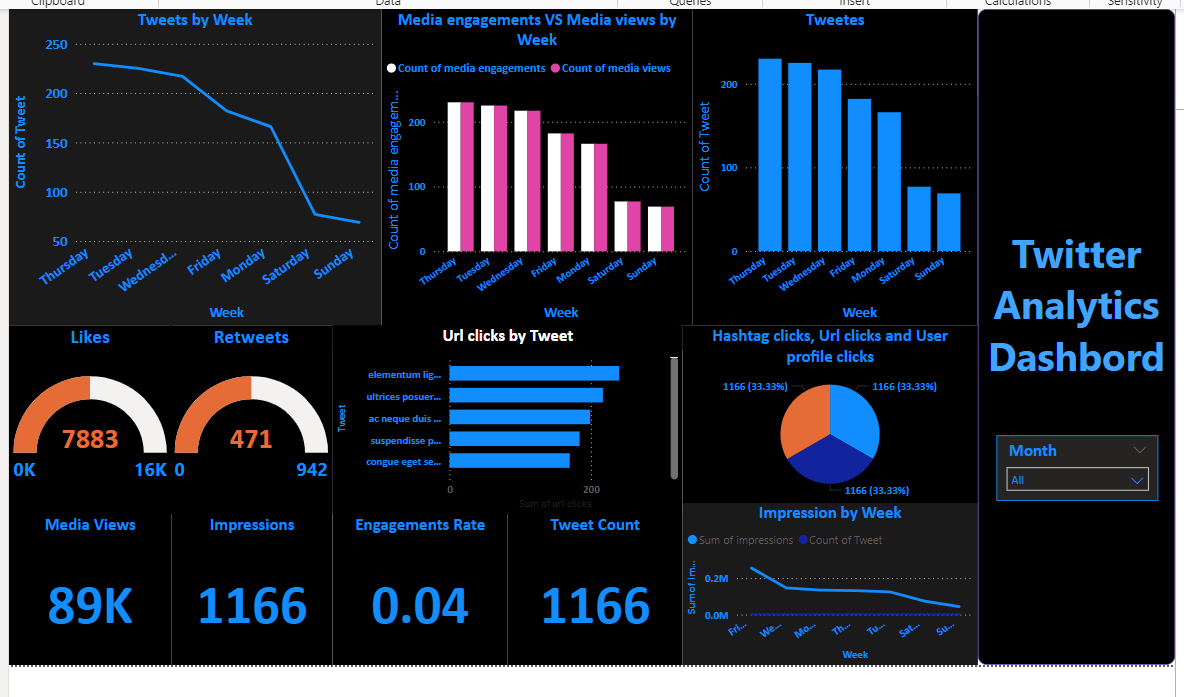 Clipboard
Data
Queries
Insert
Calculations
Sensitivity
Tweets by Week
250
200
150
100
50
Count of Tweet
Thursday
Tuesday
Wednesd...
Friday
Monday
Saturday
Sunday
Week
Media engagements VS Media views by
Week
Count of media engagements
Count of media views
Count of media engagem...
200
100
0
Thursday
Tuesday
Wednesday
Friday
Monday
Saturday
Sunday
Week
Tweetes
Count of Tweet
200
100
0
Thursday
Tuesday
Wednesday
Friday
Monday
Saturday
Sunday
Week
Twitter
Analytics
Dashbord
Month
All
Likes
7883
0K
16K
Retweets
471
0
942
Url clicks by Tweet
Tweet
elementum lig...
ultrices posuer...
ac neque duis ...
suspendisse p...
congue eget se...
0
200
Sum of url clicks
Hashtag clicks, Url clicks and User
profile clicks
1166 (33.33%)
1166 (33.33%)
1166 (33.33%)
Media Views
89K
Impressions
1166
Engagements Rate
0.04
Tweet Count
1166
Impression by Week
Sum of impressions
Count of Tweet
Sum of im...
0.2M
0.0M
Fri...
We...
Mo...
Th...
Tu...
Sat...
Su...
Week